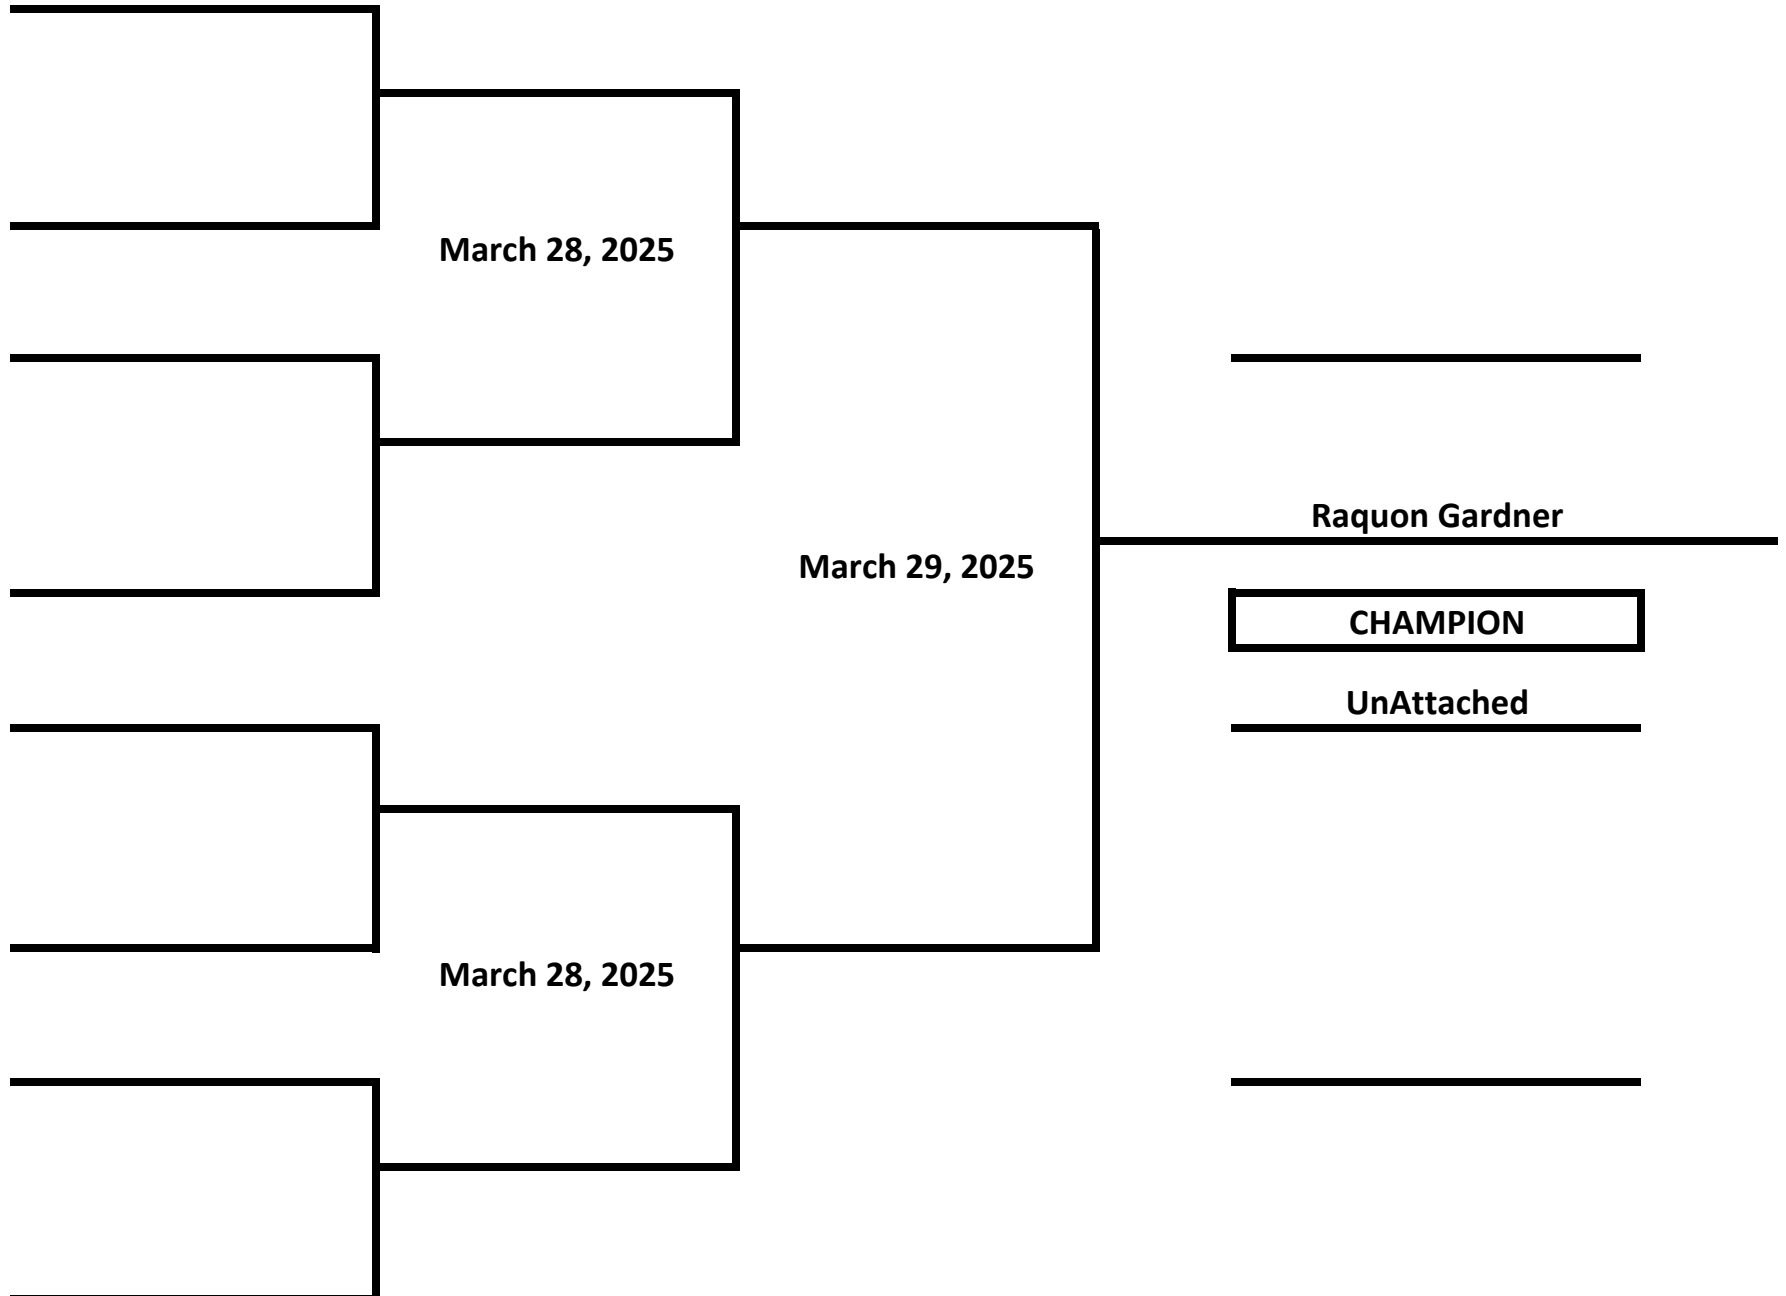 March 28, 2025
Raquon Gardner
March 29, 2025
CHAMPION
UnAttached
March 28, 2025